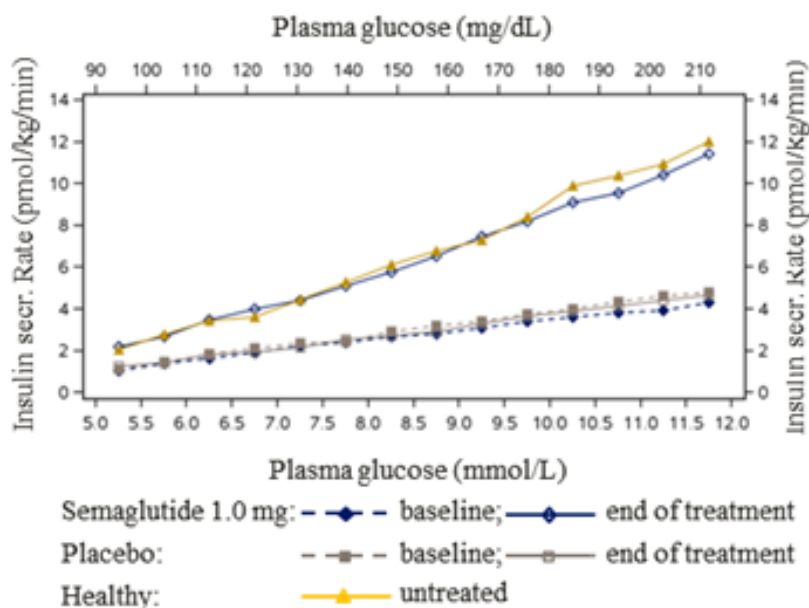 Plasma glucose (mg/dL)
90 100 110 120 130 140 150 160 170 180 190 200 210
Insulin secr. Rate (pmol/kg/min)
14
12
10
8
6
4
2
0
14
12
10
8
6
4
2
0
Insulin secr. Rate (pmol/kg/min)
5.0 5.5 6.0 6.5 7.0 7.5 8.0 8.5 9.0 9.5 10.0 10.5 11.0 11.5 12.0
Plasma glucose (mmol/L)
Semaglutide 1.0 mg: baseline; end of treatment
Placebo: baseline; end of treatment
Healthy: untreated